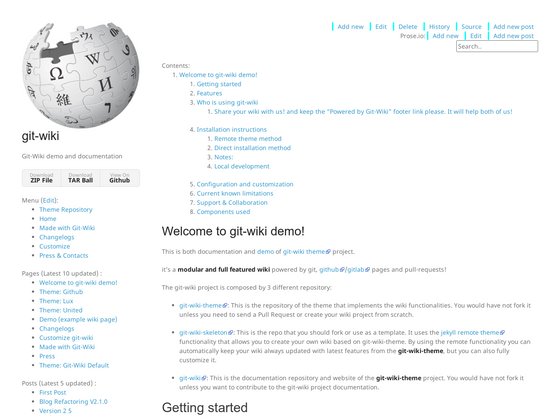 Add new Edit Delete History Source Add new post
Prose.io: Add new Edit Add new post
Search..
Ω
W
И
維
git-wiki
Git-Wiki demo and documentation
Download
ZIP File
Download
TAR Ball
View On
Github
Menu (Edit):
Theme Repository
Home
Made with Git-Wiki
Changelogs
Customize
Press & Contacts
Pages (Latest 10 updated) :
Welcome to git-wiki demo!
Theme: Github
Theme: Lux
Theme: United
Demo (example wiki page)
Changelogs
Customize git-wiki
Made with Git-Wiki
Press
Theme: Git-Wiki Default
Posts (Latest 5 updated) :
First Post
Blog Refactoring V2.1.0
Version 2 5
Contents:
1. Welcome to git-wiki demo!
1. Getting started
2. Features
3. Who is using git-wiki
1. Share your wiki with us! and keep the "Powered by Git-Wiki" footer link please. It will help both of us!
4. Installation instructions
1. Remote theme method
2. Direct installation method
3. Notes:
4. Local development
5. Configuration and customization
6. Current known limitations
7. Support & Collaboration
8. Components used
Welcome to git-wiki demo!
This is both documentation and demo of git-wiki theme project.
it's a modular and full featured wiki powered by git, github/gitlab pages and pull-requests!
The git-wiki project is composed by 3 different repository:
git-wiki-theme: This is the repository of the theme that implements the wiki functionalities. You would have not fork it
unless you need to send a Pull Request or create your wiki project from scratch.
git-wiki-skeleton: This is the repo that you should fork or use as a template. It uses the jekyll remote theme
functionality that allows you to create your own wiki based on git-wiki-theme. By using the remote functionality you can
automatically keep your wiki always updated with latest features from the git-wiki-theme, but you can also fully
customize it.
git-wiki: This is the documentation repository and website of the git-wiki-theme project. You would have not fork it
unless you want to contribute to the git-wiki project documentation.
Getting started